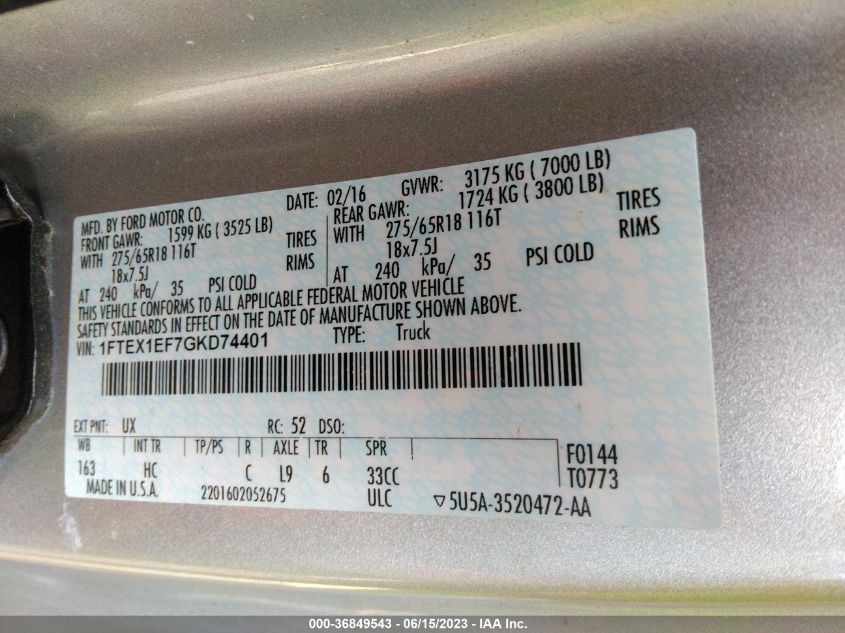 MFD. BY FORD MOTOR CO. DATE: 02/16 GVWR: 3175 KG ( 7000 LB)
FRONT GAWR: 1599 KG ( 3525 LB) REAR GAWR: 1724 KG ( 3800 LB)
WITH 275/65R18 116T TIRES WITH 275/65R18 116T TIRES
18x7.5J RIMS 18x7.5J RIMS
AT 240 kPa/ 35 PSI COLD AT 240 kPa/ 35 PSI COLD
THIS VEHICLE CONFORMS TO ALL APPLICABLE FEDERAL MOTOR VEHICLE
SAFETY STANDARDS IN EFFECT ON THE DATE OF MANUFACTURE SHOWN ABOVE.
VIN: 1FTEX1EF7GKD74401 TYPE: Truck
EXT PNT: UX RC: 52 DSO:
WB INT TR TP/PS R AXLE TR SPR F0144
163 HC C L9 6 33CC T0773
MADE IN U.S.A. 2201602052675 ULC ▽5U5A-3520472-AA
000-36849543 - 06/15/2023 - IAA Inc.